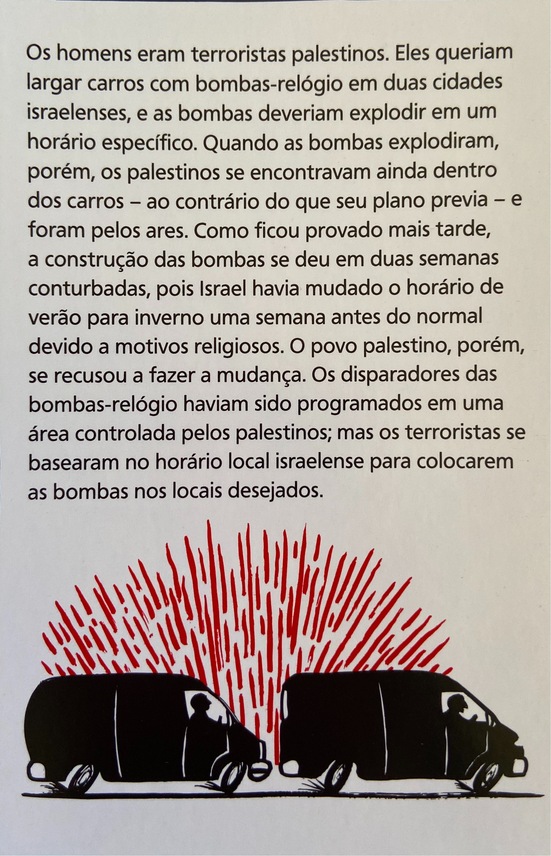 Os homens eram terroristas palestinos. Eles queriam
largar carros com bombas-relógio em duas cidades
israelenses, e as bombas deveriam explodir em um
horário específico. Quando as bombas explodiram,
porém, os palestinos se encontravam ainda dentro
dos carros – ao contrário do que seu plano previa – e
foram pelos ares. Como ficou provado mais tarde,
a construção das bombas se deu em duas semanas
conturbadas, pois Israel havia mudado o horário de
verão para inverno uma semana antes do normal
devido a motivos religiosos. O povo palestino, porém,
se recusou a fazer a mudança. Os disparadores das
bombas-relógio haviam sido programados em uma
área controlada pelos palestinos; mas os terroristas se
basearam no horário local israelense para colocarem
as bombas nos locais desejados.